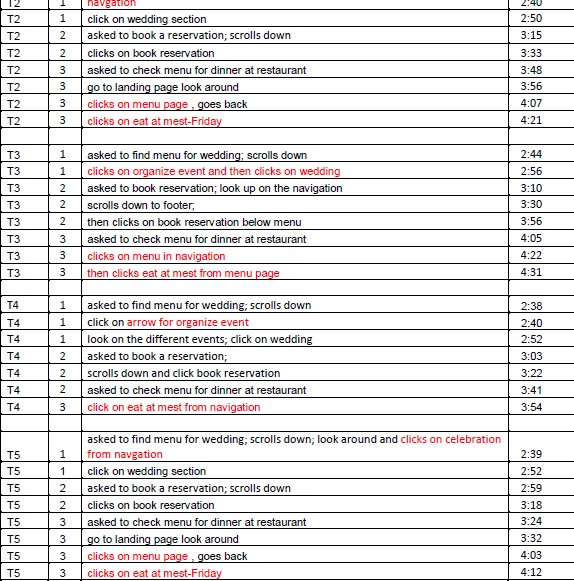 T2 1 navgation 2:40
T2 1 click on wedding section 2:50
T2 2 asked to book a reservation; scrolls down 3:15
T2 2 clicks on book reservation 3:33
T2 3 asked to check menu for dinner at restaurant 3:48
T2 3 go to landing page look around 3:56
T2 3 clicks on menu page , goes back 4:07
T2 3 clicks on eat at mest-Friday 4:21
T3 1 asked to find menu for wedding; scrolls down 2:44
T3 1 clicks on organize event and then clicks on wedding 2:56
T3 2 asked to book reservation; look up on the navigation 3:10
T3 2 scrolls down to footer; 3:30
T3 2 then clicks on book reservation below menu 3:56
T3 3 asked to check menu for dinner at restaurant 4:05
T3 3 clicks on menu in navigation 4:22
T3 3 then clicks eat at mest from menu page 4:31
T4 1 asked to find menu for wedding; scrolls down 2:38
T4 1 click on arrow for organize event 2:40
T4 1 look on the different events; click on wedding 2:52
T4 2 asked to book a reservation; 3:03
T4 2 scrolls down and click book reservation 3:22
T4 2 asked to check menu for dinner at restaurant 3:41
T4 3 click on eat at mest from navigation 3:54
asked to find menu for wedding; scrolls down; look around and clicks on celebration
T5 1 from navgation 2:39
T5 1 click on wedding section 2:52
T5 2 asked to book a reservation; scrolls down 2:59
T5 2 clicks on book reservation 3:18
T5 3 asked to check menu for dinner at restaurant 3:24
T5 3 go to landing page look around 3:32
T5 3 clicks on menu page , goes back 4:03
T5 3 clicks on eat at mest-Friday 4:12